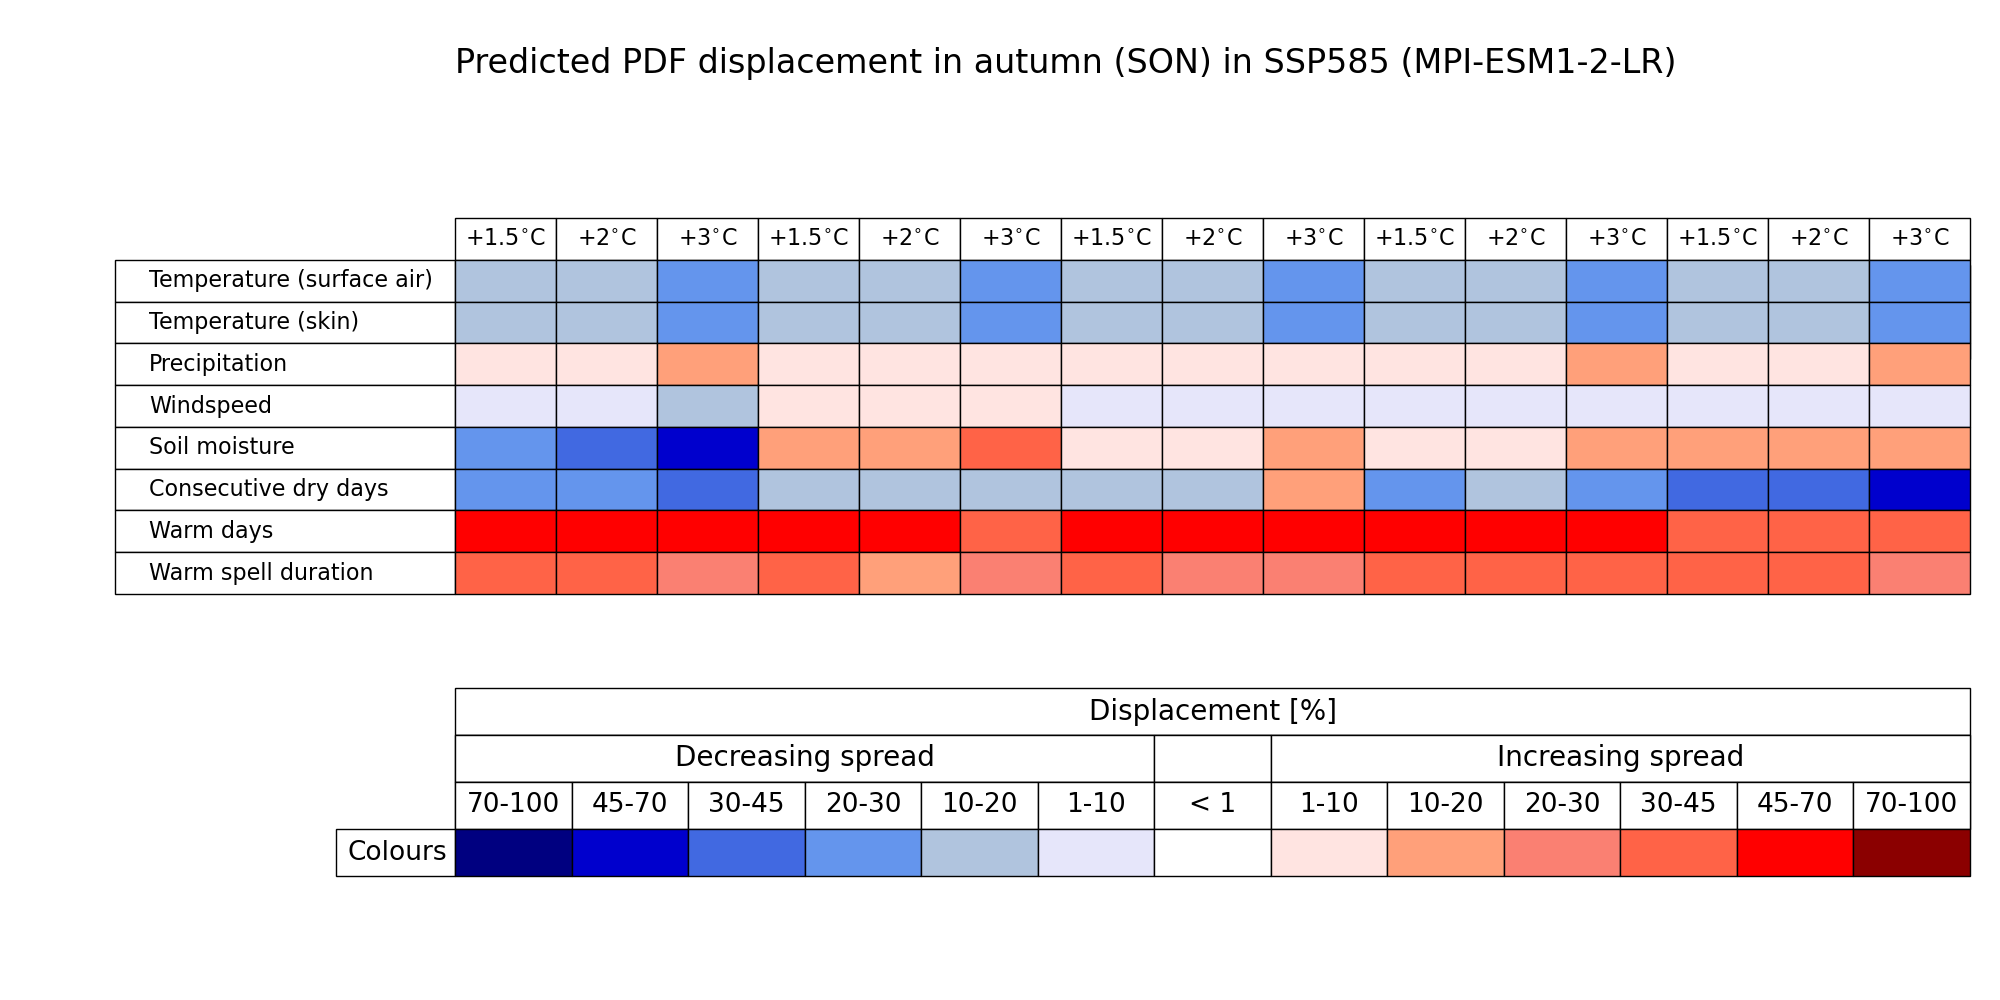 Predicted PDF displacement in autumn (SON) in SSP585 (MPI-ESM1-2-LR)
+1.5°C +2°C +3°C +1.5°C +2°C +3°C +1.5°C +2°C +3°C +1.5°C +2°C +3°C +1.5°C +2°C +3°C
Temperature (surface air)
Temperature (skin)
Precipitation
Windspeed
Soil moisture
Consecutive dry days
Warm days
Warm spell duration
Displacement [%]
Decreasing spread Increasing spread
70-100 45-70 30-45 20-30 10-20 1-10 < 1 1-10 10-20 20-30 30-45 45-70 70-100
Colours